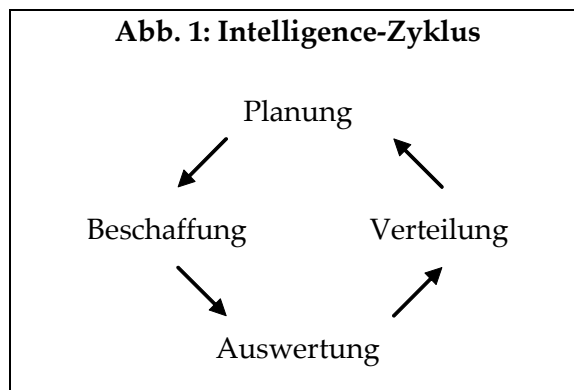 Abb. 1: Intelligence-Zyklus
Planung
Beschaffung
Verteilung
Auswertung